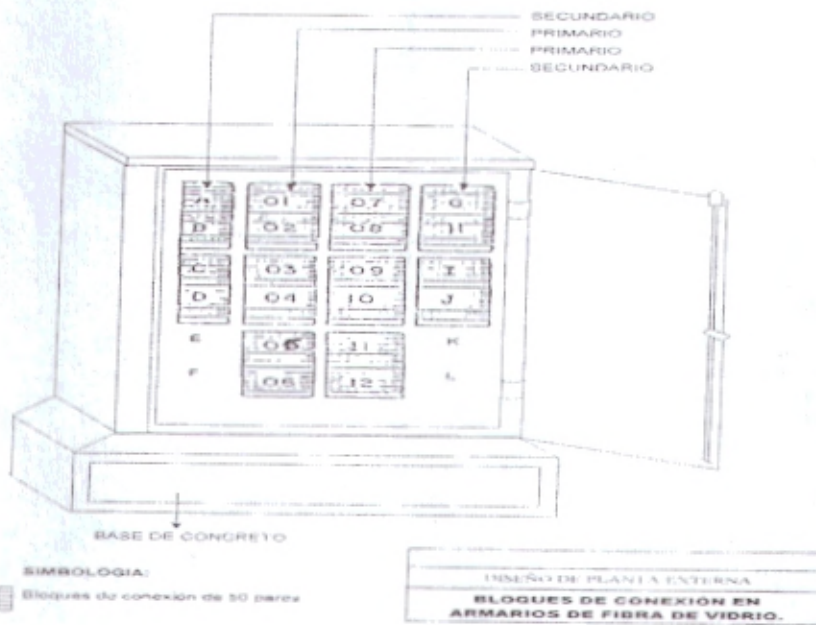 SECUNDARIO
PRIMARIO
PRIMARIO
SECUNDARIO
A 01 07 G
B 02 08 H
C 03 09 I
D 04 10 J
E 05 11 K
F 06 12 L
BASE DE CONCRETO
SIMBOLOGIA:
Bloques de conexión de 50 pares
DISEÑO DE PLANTA EXTERNA
BLOQUES DE CONEXIÓN EN
ARMARIOS DE FIBRA DE VIDRIO.